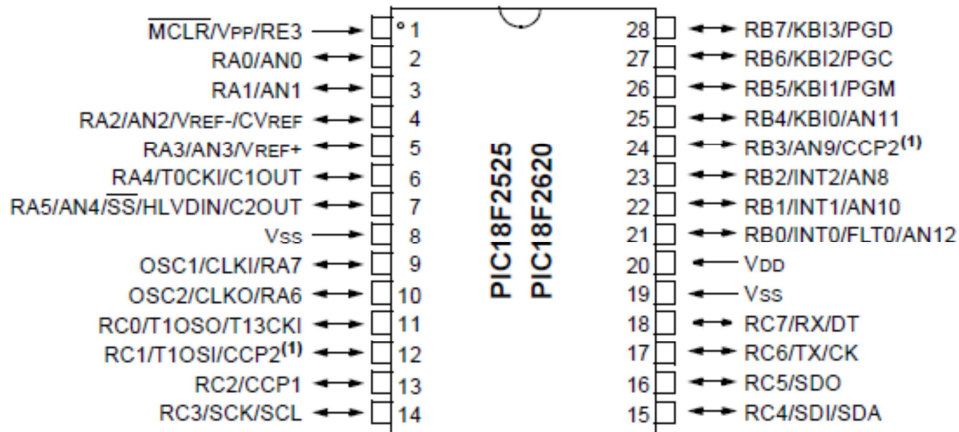 MCLR/VPP/RE3 1 28 RB7/KBI3/PGD
RA0/AN0 2 27 RB6/KBI2/PGC
RA1/AN1 3 26 RB5/KBI1/PGM
RA2/AN2/VREF-/CVREF 4 25 RB4/KBI0/AN11
RA3/AN3/VREF+ 5 24 RB3/AN9/CCP2(1)
RA4/T0CKI/C1OUT 6 23 RB2/INT2/AN8
RA5/AN4/SS/HLVDIN/C2OUT 7 22 RB1/INT1/AN10
VSS 8 21 RB0/INT0/FLT0/AN12
OSC1/CLKI/RA7 9 20 VDD
OSC2/CLKO/RA6 10 19 VSS
RC0/T1OSO/T13CKI 11 18 RC7/RX/DT
RC1/T1OSI/CCP2(1) 12 17 RC6/TX/CK
RC2/CCP1 13 16 RC5/SDO
RC3/SCK/SCL 14 15 RC4/SDI/SDA
PIC18F2525
PIC18F2620